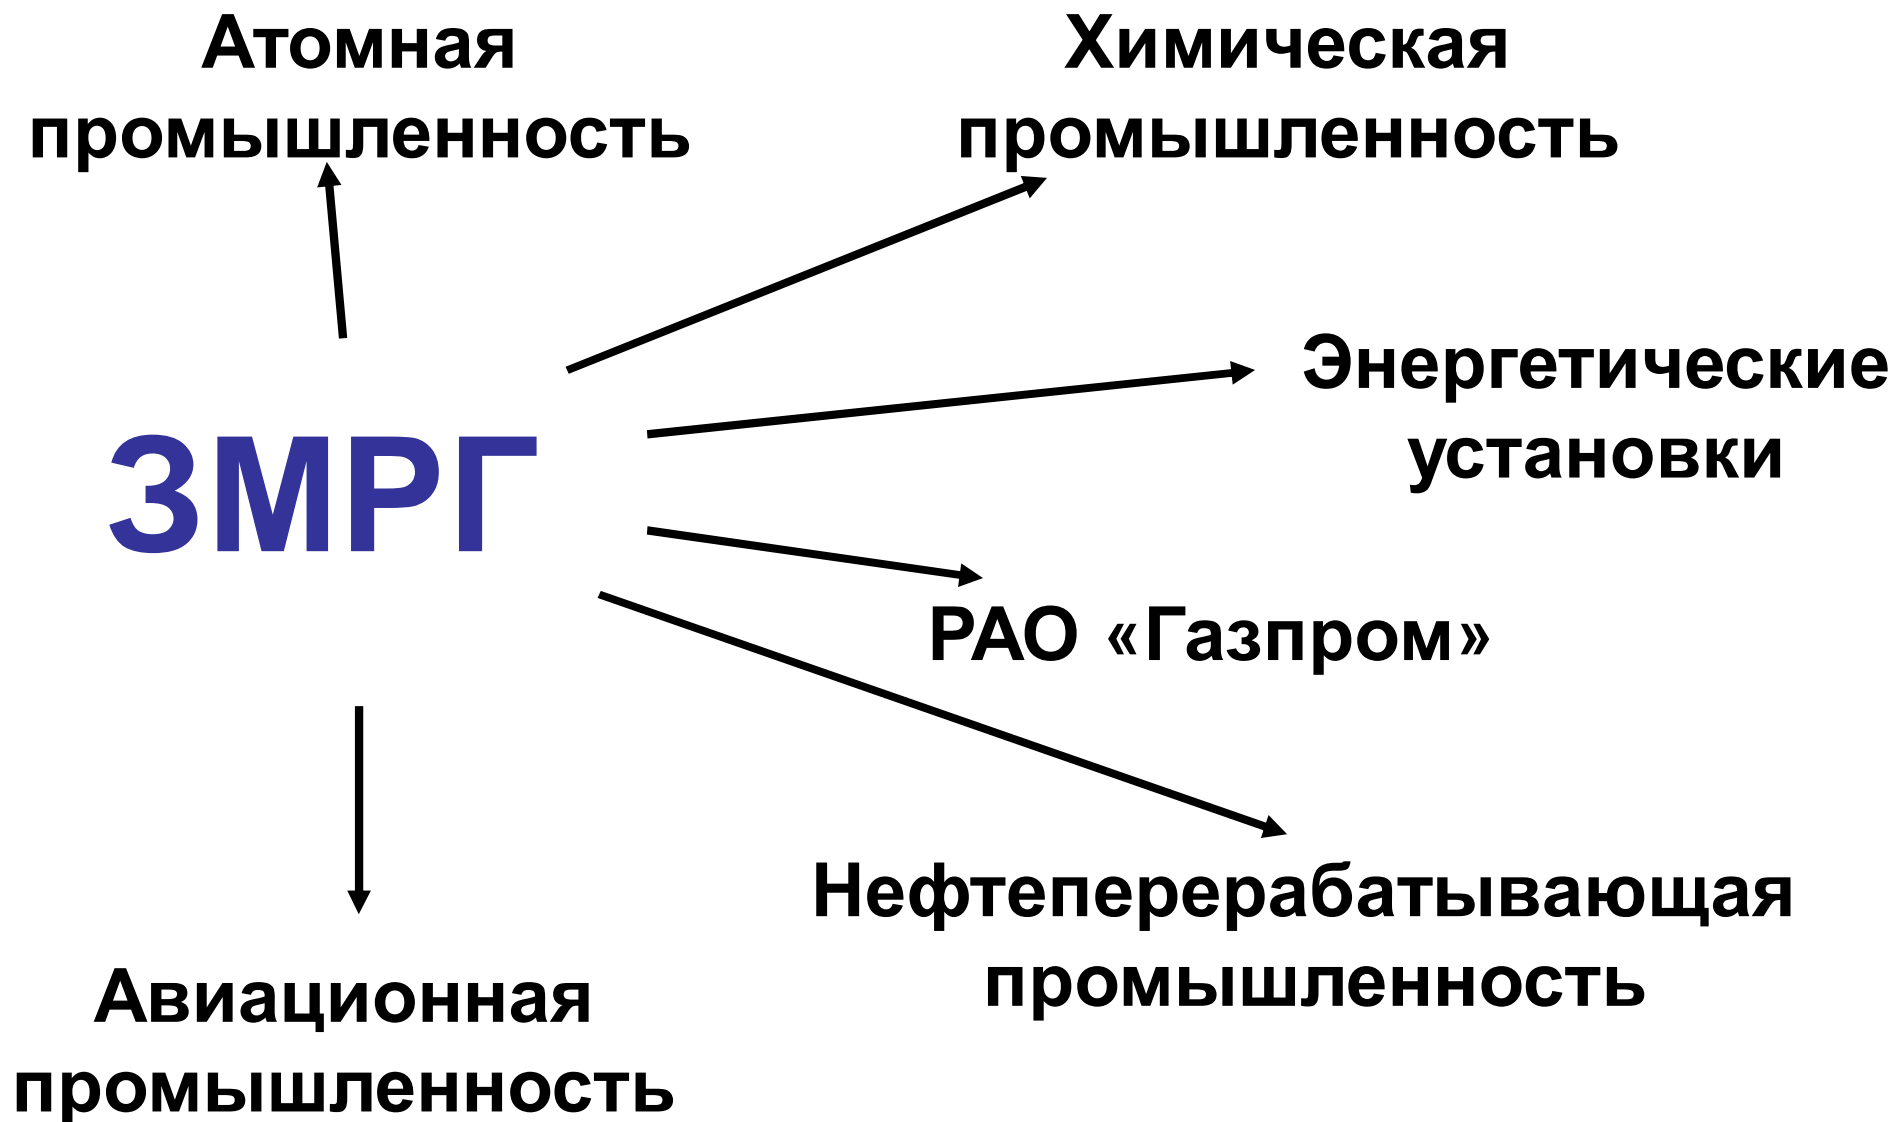 Атомная
промышленность
Химическая
промышленность
Энергетические
установки
ЗМРГ
РАО «Газпром»
Нефтеперерабатывающая
промышленность
Авиационная
промышленность